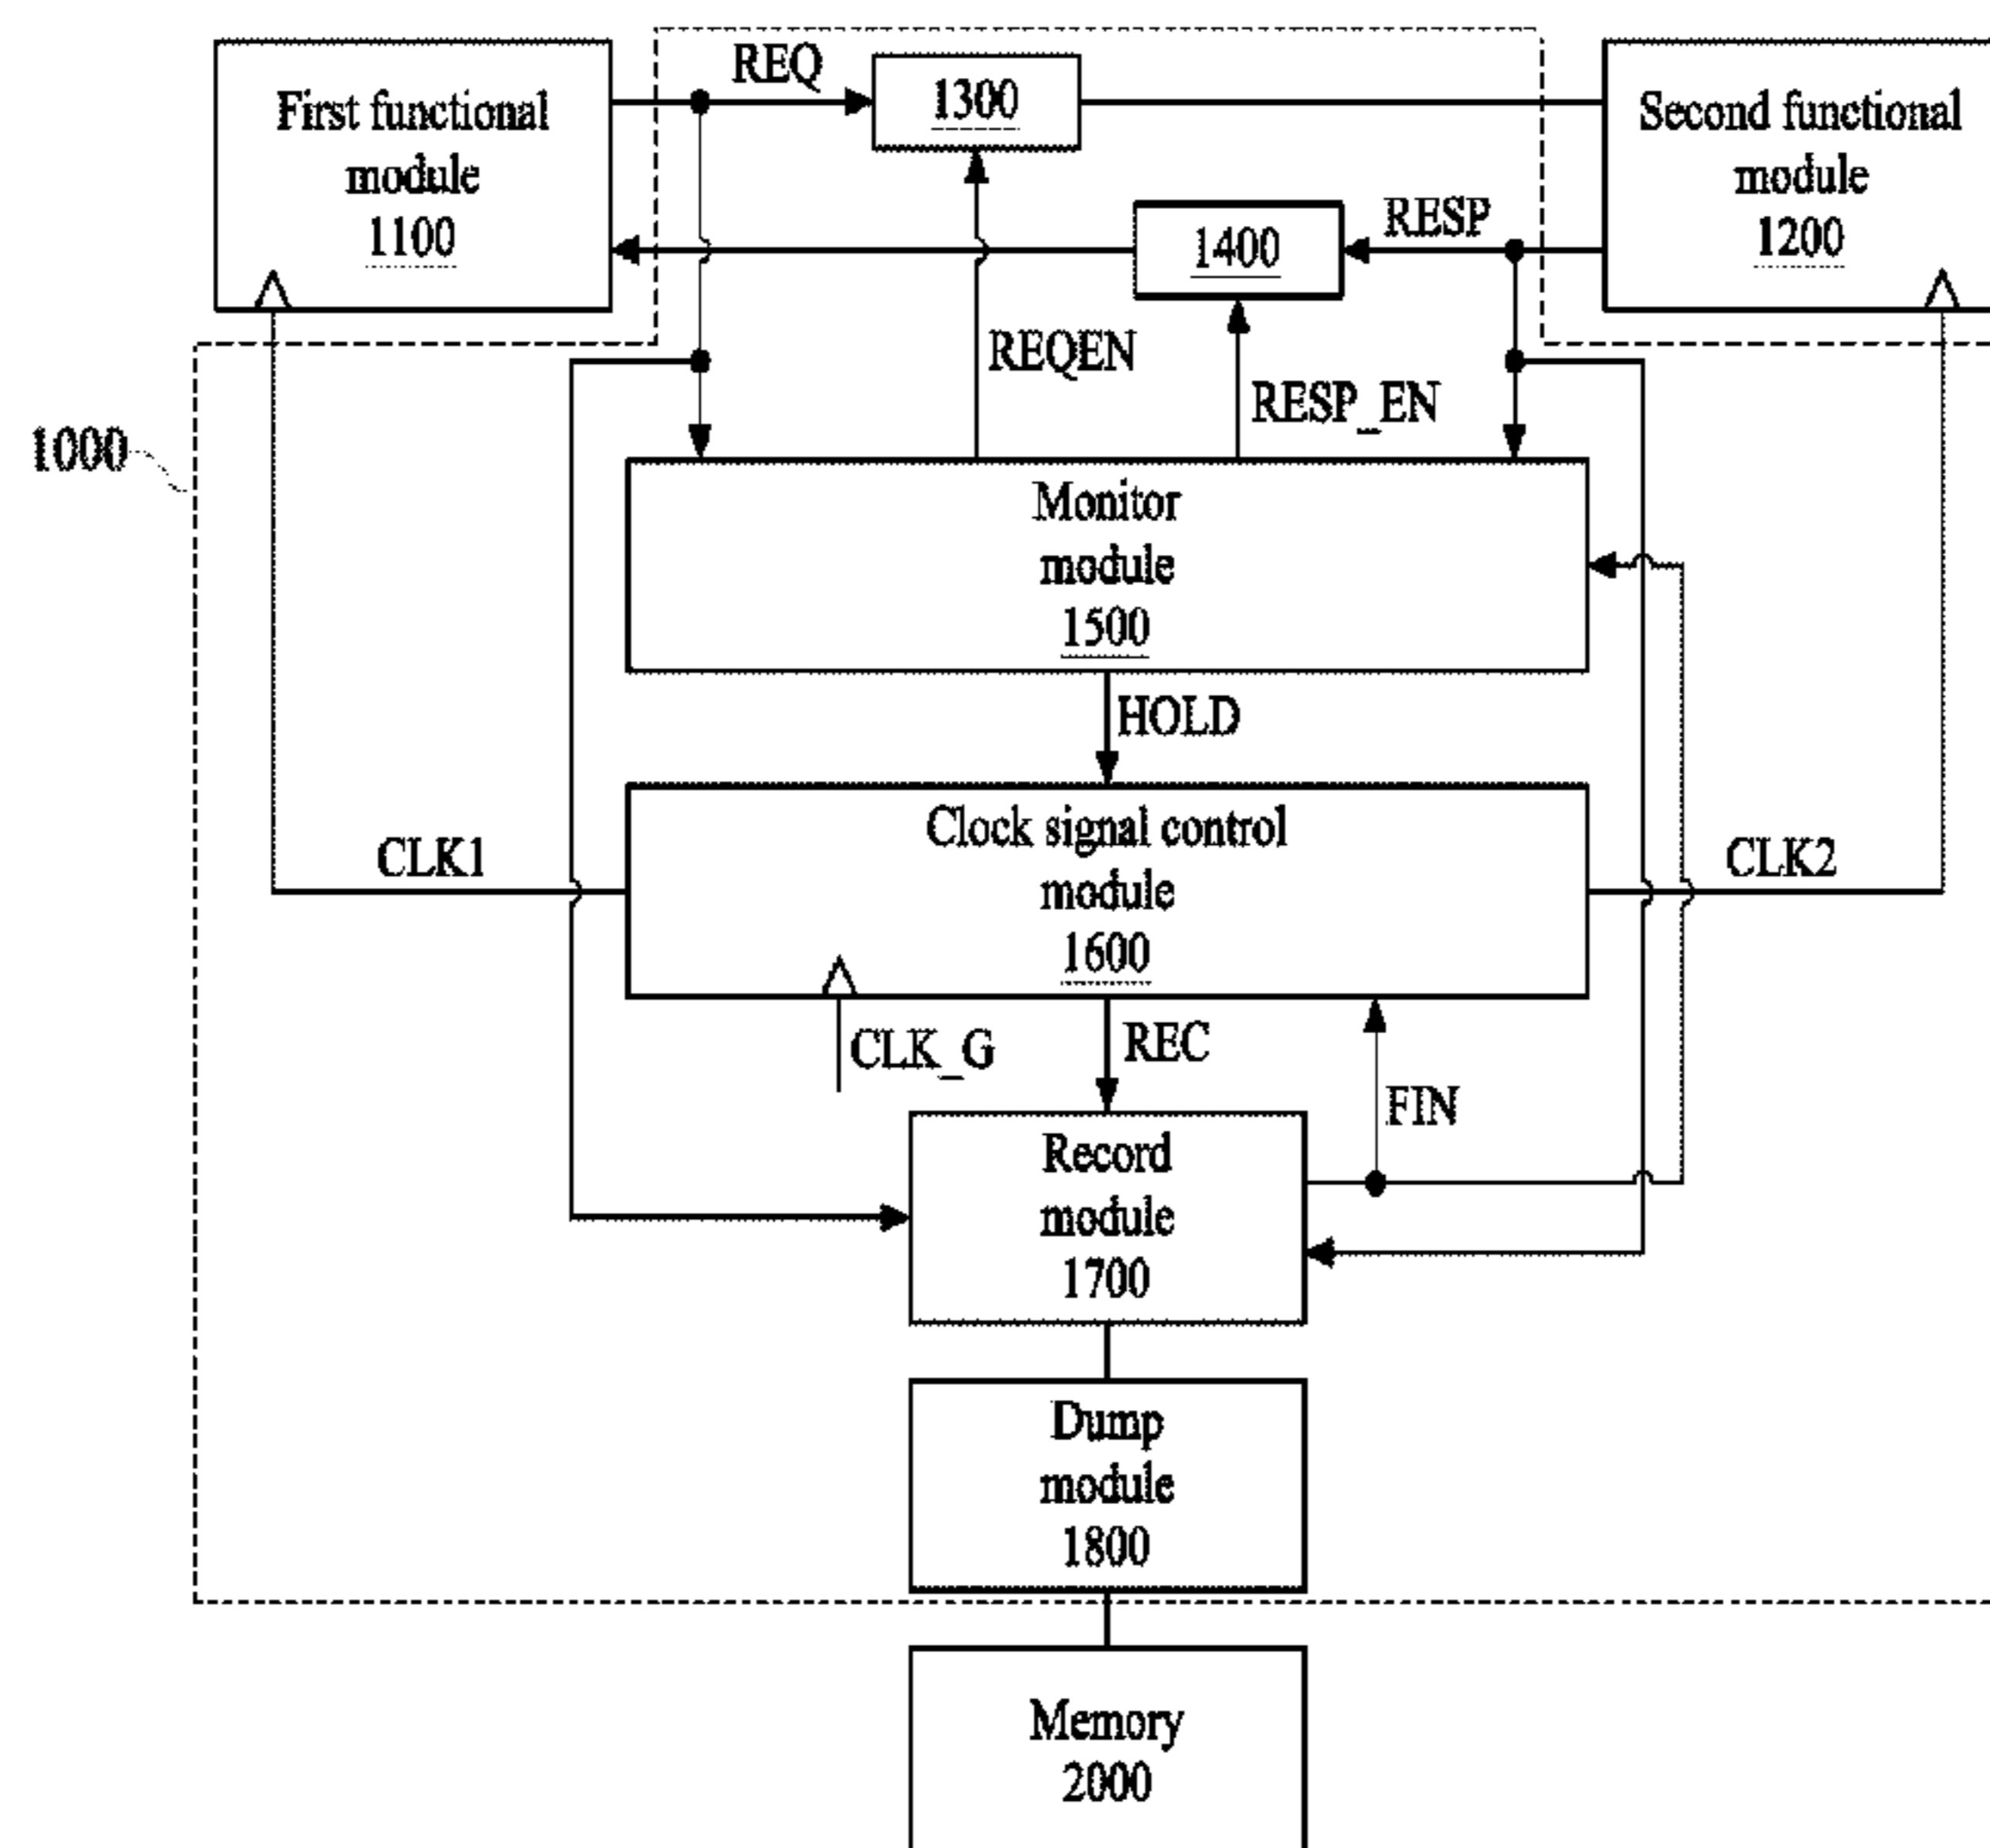 First functional
module
1100
REQ
1300
Second functional
module
1200
1400
RESP
REQEN
RESP_EN
1000
Monitor
module
1500
HOLD
Clock signal control
module
1600
CLK1
CLK2
CLK_G
REC
FIN
Record
module
1700
Dump
module
1800
Memory
2000